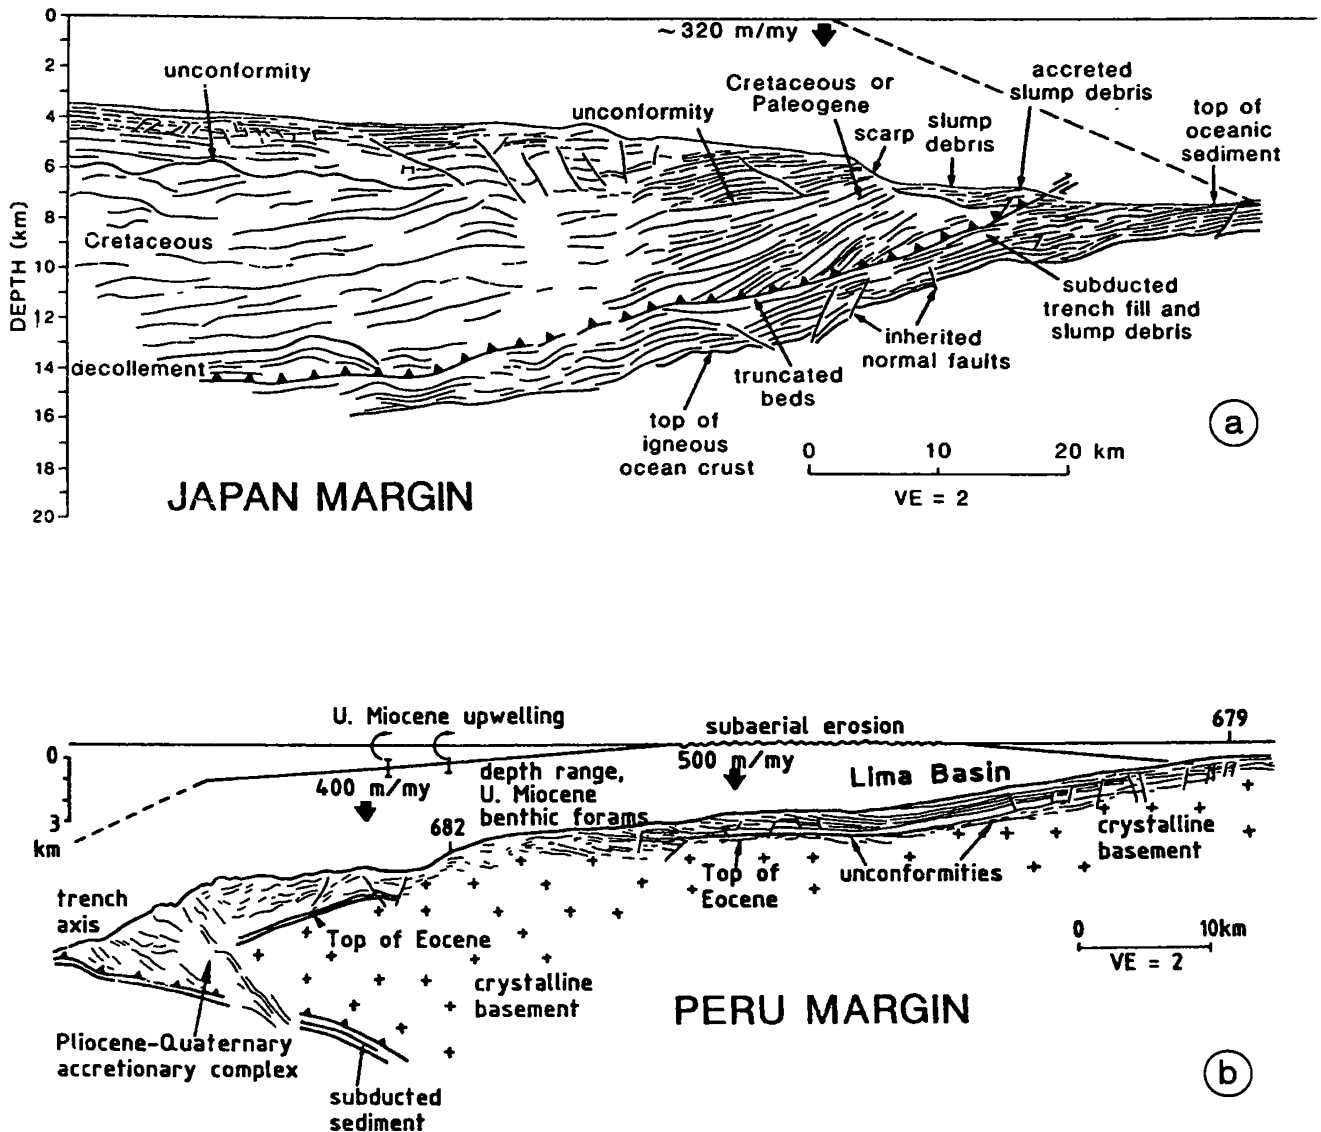 0
2
4
6
8
10
12
14
16
18
20
DEPTH (km)
~320 m/my
unconformity
unconformity
Cretaceous or
Paleogene
scarp
slump
debris
accreted
slump debris
top of
oceanic
sediment
Cretaceous
decollement
truncated
beds
inherited
normal faults
subducted
trench fill and
slump debris
top of
igneous
ocean crust
0 10 20 km
VE = 2
a
JAPAN MARGIN
U. Miocene upwelling
subaerial erosion
679
0
3
km
400 m/my
depth range,
U. Miocene
benthic forams
500 m/my
Lima Basin
682
crystalline
basement
trench
axis
Top of Eocene
Top of
Eocene
unconformities
0 10km
VE = 2
crystalline
basement
PERU MARGIN
Pliocene-Quaternary
accretionary complex
subducted
sediment
b